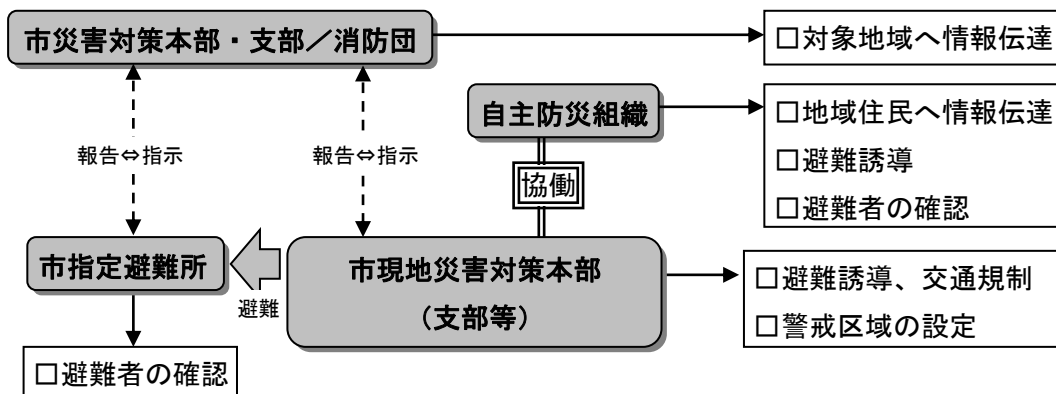 市災害対策本部・支部／消防団
□対象地域へ情報伝達
自主防災組織
□地域住民へ情報伝達
□避難誘導
□避難者の確認
報告⇔指示
報告⇔指示
協働
市指定避難所
避難
市現地災害対策本部
（支部等）
□避難誘導、交通規制
□警戒区域の設定
□避難者の確認